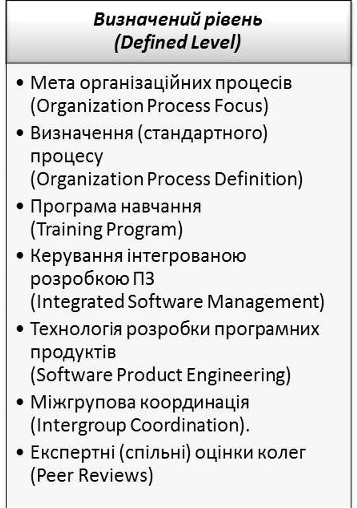 Визначений рівень
(Defined Level)
• Мета організаційних процесів
(Organization Process Focus)
• Визначення (стандартного)
процесу
(Organization Process Definition)
• Програма навчання
(Training Program)
• Керування інтегрованою
розробкою ПЗ
(Integrated Software Management)
• Технологія розробки програмних
продуктів
(Software Product Engineering)
• Міжгрупова координація
(Intergroup Coordination).
• Експертні (спільні) оцінки колег
(Peer Reviews)